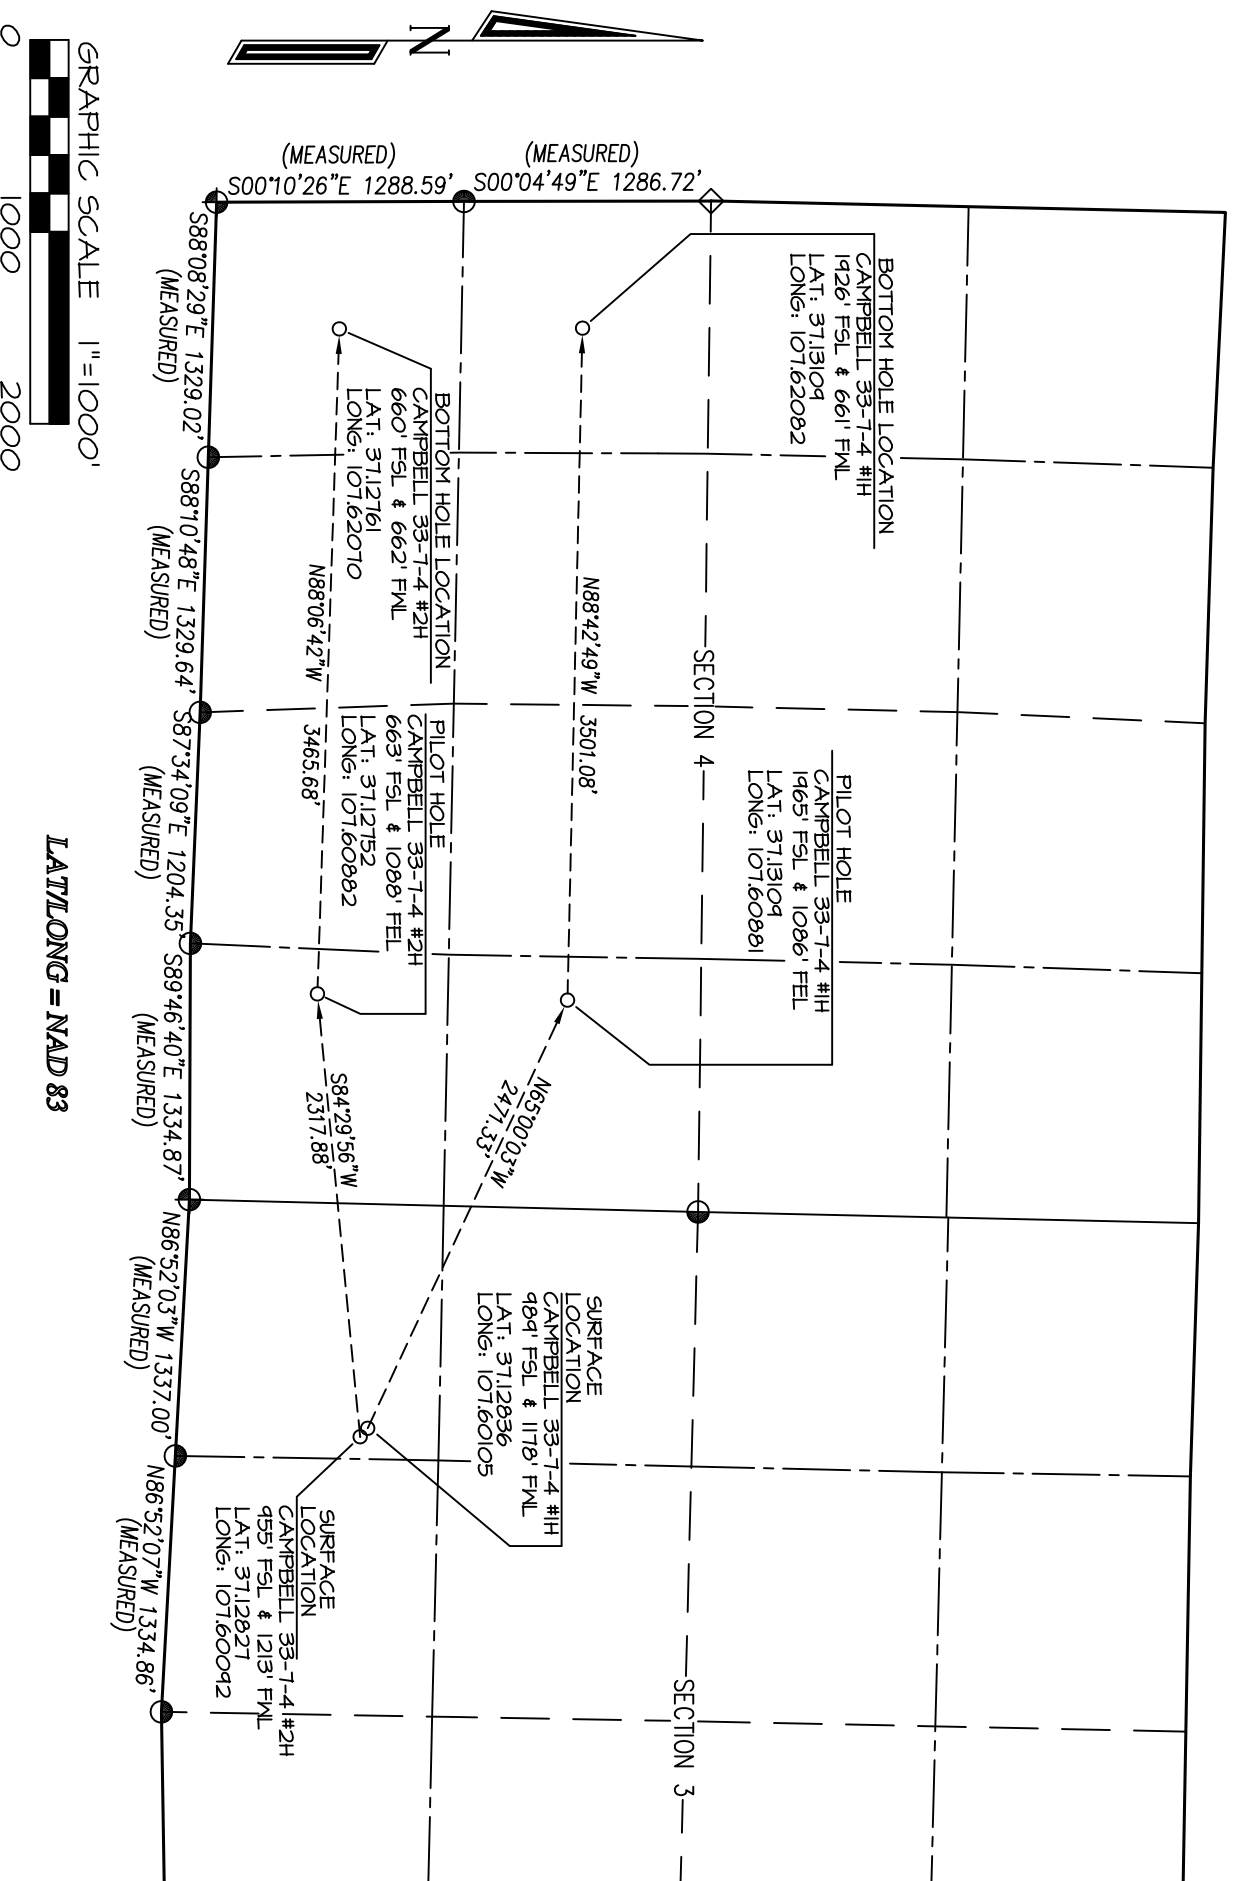 N
GRAPHIC SCALE 1"=1000'
0 1000 2000
(MEASURED)
S00°10'26"E 1288.59'
(MEASURED)
S00°04'49"E 1286.72'
BOTTOM HOLE LOCATION
CAMPBELL 33-7-4 #1H
1926' FSL & 661' FWL
LAT: 37.13109
LONG: 107.62082
N88°42'49"W 3501.08'
SECTION 4
PILOT HOLE
CAMPBELL 33-7-4 #1H
1965' FSL & 1086' FEL
LAT: 37.13109
LONG: 107.60881
BOTTOM HOLE LOCATION
CAMPBELL 33-7-4 #2H
660' FSL & 662' FWL
LAT: 37.12761
LONG: 107.62070
N88°06'42"W 3465.68'
PILOT HOLE
CAMPBELL 33-7-4 #2H
663' FSL & 1088' FEL
LAT: 37.12752
LONG: 107.60882
N65°00'03"W
2471.33'
S84°29'56"W
2317.88'
SURFACE
LOCATION
CAMPBELL 33-7-4 #1H
989' FSL & 1178' FWL
LAT: 37.12836
LONG: 107.60105
SURFACE
LOCATION
CAMPBELL 33-7-4 #2H
955' FSL & 1213' FWL
LAT: 37.12827
LONG: 107.60092
SECTION 3
S88°08'29"E 1329.02'
(MEASURED)
S88°10'48"E 1329.64'
(MEASURED)
S87°34'09"E 1204.35'
(MEASURED)
S89°46'40"E 1334.87'
(MEASURED)
N86°52'03"W 1337.00'
(MEASURED)
N86°52'07"W 1334.86'
(MEASURED)
LAT/LONG = NAD 83